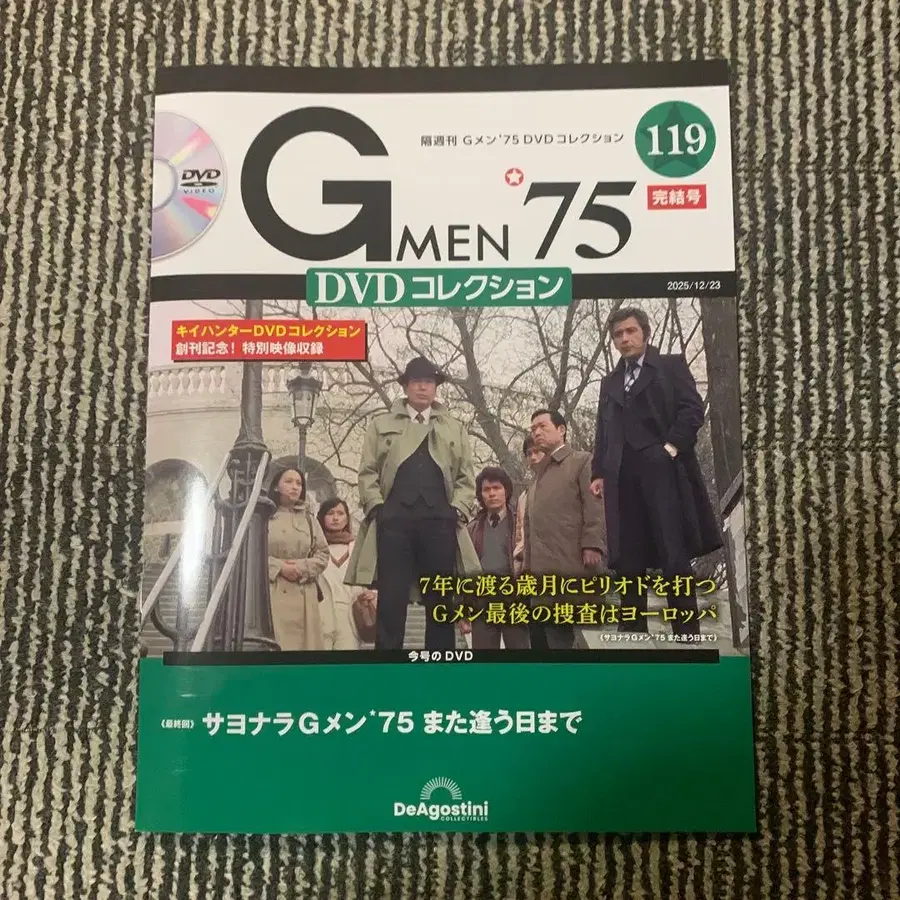 隔週刊 Gメン'75 DVDコレクション
119
完結号
DVD
VIDEO
GMEN '75
DVDコレクション
2025/12/23
キイハンターDVDコレクション
創刊記念! 特別映像収録
7年に渡る歳月にピリオドを打つ
Gメン最後の捜査はヨーロッパ
《サヨナラGメン'75 また逢う日まで》
今号のDVD
《最終回》 サヨナラGメン★75 また逢う日まで
DeAgostini
COLLECTIBLES